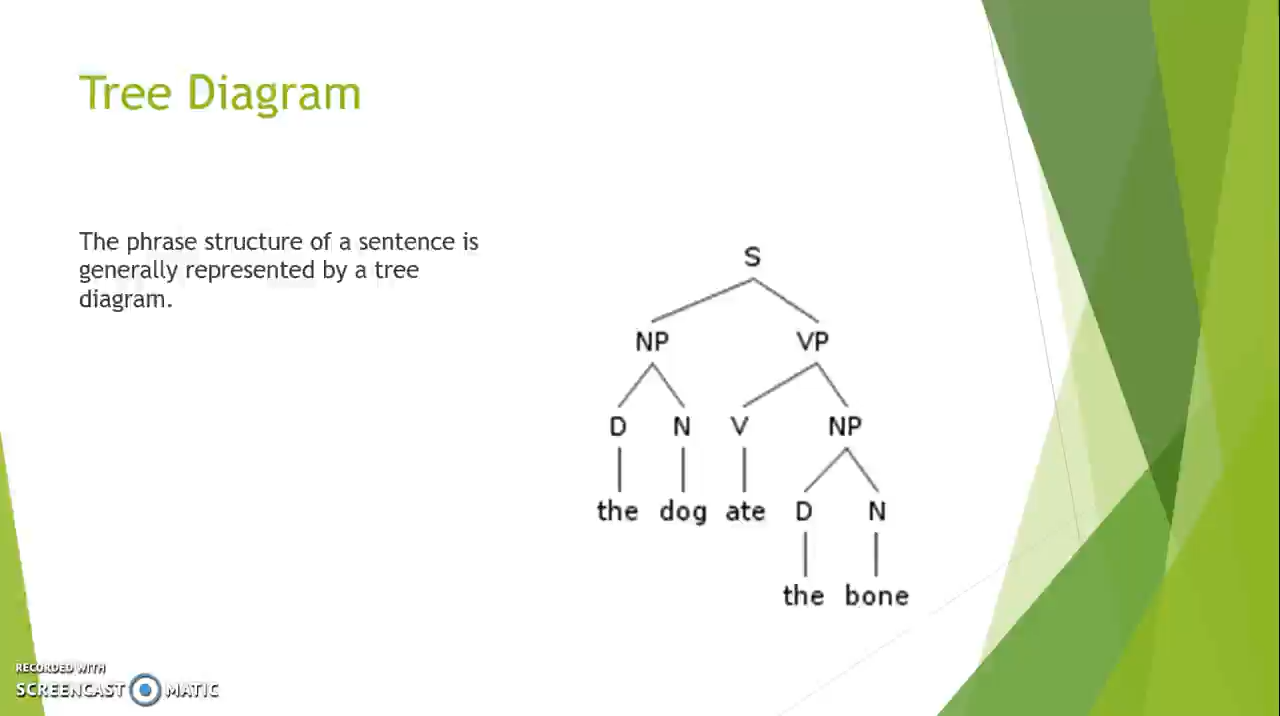 Tree Diagram
The phrase structure of a sentence is
generally represented by a tree
diagram.
S
NP VP
D N V NP
the dog ate D N
the bone
RECORDED WITH
SCREENCAST MATIC